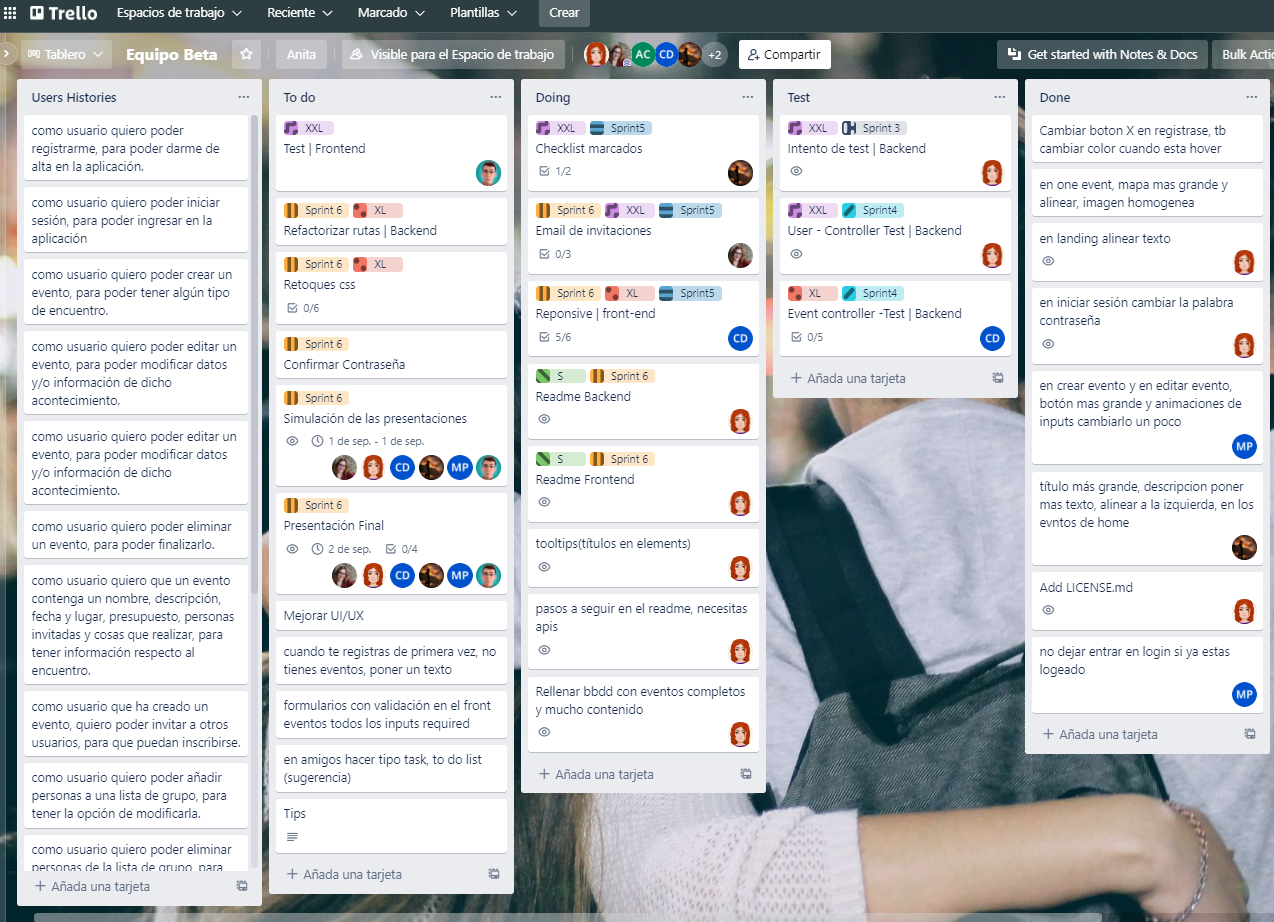 Trello
Espacios de trabajo
Reciente
Marcado
Plantillas
Crear
Tablero
Equipo Beta
Anita
Visible para el Espacio de trabajo
AC
CD
+2
Compartir
Get started with Notes & Docs
Bulk Actio
Users Histories
como usuario quiero poder
registrarme, para poder darme de
alta en la aplicación.
como usuario quiero poder iniciar
sesión, para poder ingresar en la
aplicación
como usuario quiero poder crear un
evento, para poder tener algún tipo
de encuentro.
como usuario quiero poder editar un
evento, para poder modificar datos
y/o información de dicho
acontecimiento.
como usuario quiero poder editar un
evento, para poder modificar datos
y/o información de dicho
acontecimiento.
como usuario quiero poder eliminar
un evento, para poder finalizarlo.
como usuario quiero que un evento
contenga un nombre, descripción,
fecha y lugar, presupuesto, personas
invitadas y cosas que realizar, para
tener información respecto al
encuentro.
como usuario que ha creado un
evento, quiero poder invitar a otros
usuarios, para que puedan inscribirse.
como usuario quiero poder añadir
personas a una lista de grupo, para
tener la opción de modificarla.
como usuario quiero poder eliminar
personas de la lista de grupo, para
Añada una tarjeta
To do
XXL
Test | Frontend
Sprint 6 XL
Refactorizar rutas | Backend
Sprint 6 XL
Retoques css
0/6
Sprint 6
Confirmar Contraseña
Sprint 6
Simulación de las presentaciones
1 de sep. - 1 de sep.
CD MP
Sprint 6
Presentación Final
2 de sep. 0/4
CD MP
Mejorar UI/UX
cuando te registras de primera vez, no
tienes eventos, poner un texto
formularios con validación en el front
eventos todos los inputs required
en amigos hacer tipo task, to do list
(sugerencia)
Tips
Añada una tarjeta
Doing
XXL Sprint5
Checklist marcados
1/2
Sprint 6 XXL Sprint5
Email de invitaciones
0/3
Sprint 6 XL Sprint5
Reponsive | front-end
5/6
CD
S Sprint 6
Readme Backend
S Sprint 6
Readme Frontend
tooltips(títulos en elements)
pasos a seguir en el readme, necesitas
apis
Rellenar bbdd con eventos completos
y mucho contenido
Añada una tarjeta
Test
XXL Sprint 3
Intento de test | Backend
XXL Sprint4
User - Controller Test | Backend
XL Sprint4
Event controller -Test | Backend
0/5
CD
Añada una tarjeta
Done
Cambiar boton X en registrase, tb
cambiar color cuando esta hover
en one event, mapa mas grande y
alinear, imagen homogenea
en landing alinear texto
en iniciar sesión cambiar la palabra
contraseña
en crear evento y en editar evento,
botón mas grande y animaciones de
inputs cambiarlo un poco
MP
título más grande, descripcion poner
mas texto, alinear a la izquierda, en los
evntos de home
Add LICENSE.md
no dejar entrar en login si ya estas
logeado
MP
Añada una tarjeta